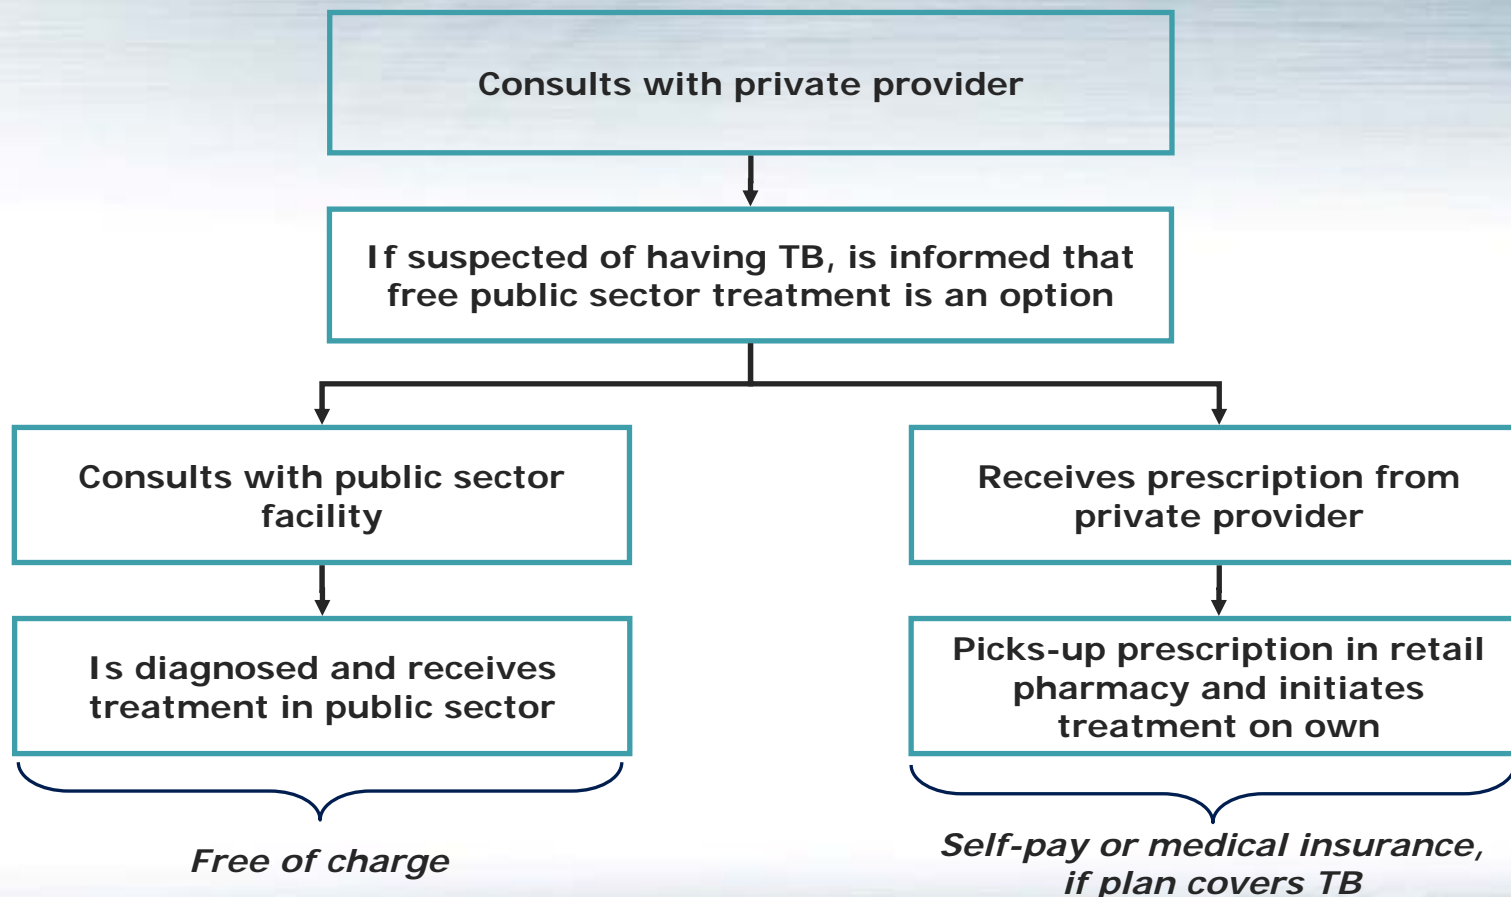 Consults with private provider
If suspected of having TB, is informed that
free public sector treatment is an option
Consults with public sector
facility
Receives prescription from
private provider
Is diagnosed and receives
treatment in public sector
Picks-up prescription in retail
pharmacy and initiates
treatment on own
Free of charge
Self-pay or medical insurance,
if plan covers TB